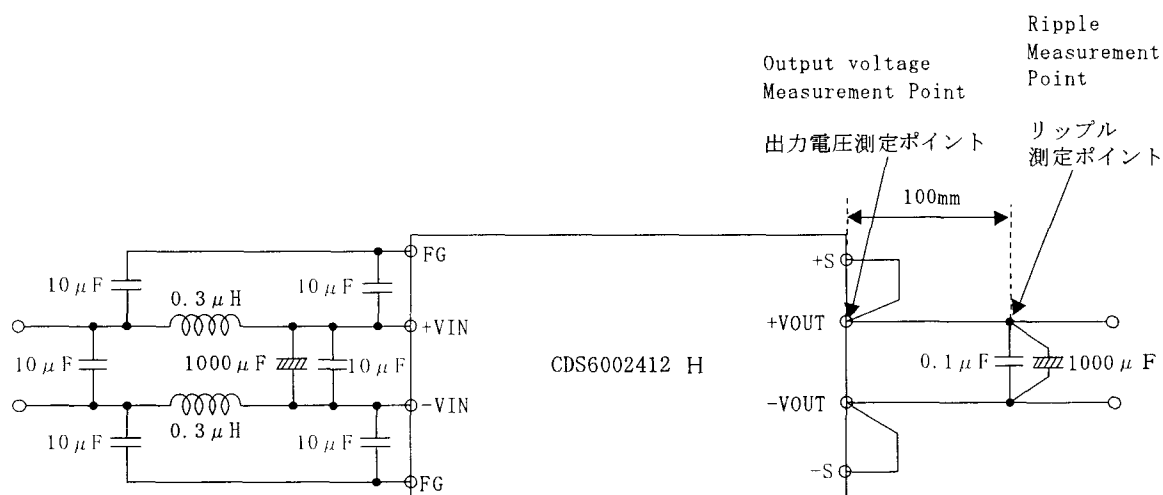 Ripple
Measurement
Point
Output voltage
Measurement Point
出力電圧測定ポイント
リップル
測定ポイント
100mm
FG
+S
10μF
10μF
0.3μH
+VIN
+VOUT
10μF
1000μF
10μF
CDS6002412 H
0.1μF
1000μF
-VIN
-VOUT
0.3μH
10μF
10μF
FG
-S